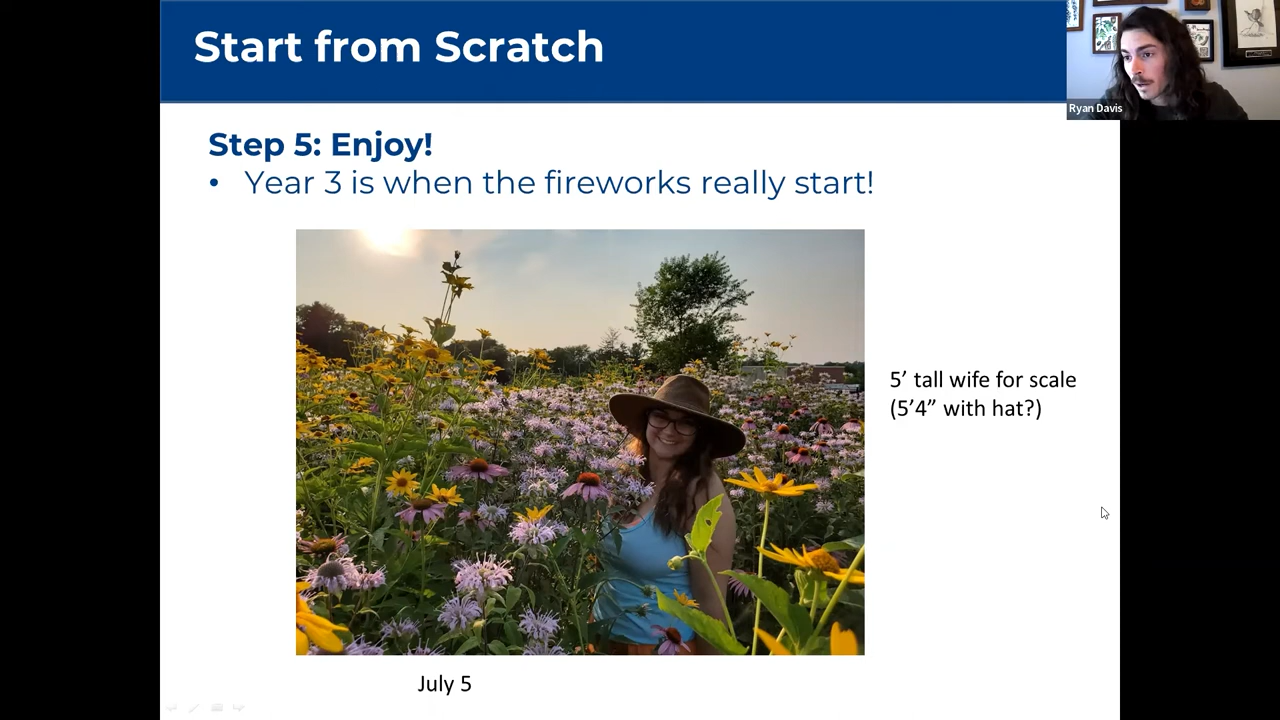 Start from Scratch
Ryan Davis
Step 5: Enjoy!
• Year 3 is when the fireworks really start!
5’ tall wife for scale
(5’4” with hat?)
July 5